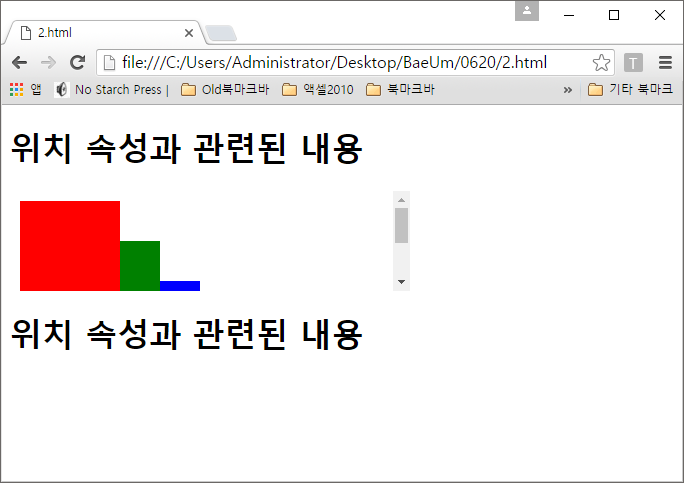 2.html
file:///C:/Users/Administrator/Desktop/BaeUm/0620/2.html
T
앱 No Starch Press | Old북마크바 액셀2010 북마크바 » 기타 북마크
위치 속성과 관련된 내용
위치 속성과 관련된 내용